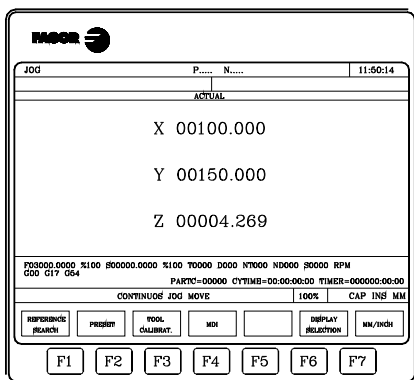 FAGOR
JOG P..... N..... 11:50:14
ACTUAL
X 00100.000
Y 00150.000
Z 00004.269
F03000.0000 %100 S00000.0000 %100 T0000 D000 NT000 ND000 S0000 RPM
G00 G17 G54
PARTC=00000 CYTIME=00:00:00:00 TIMER=000000:00:00
CONTINUOS JOG MOVE 100% CAP INS MM
REFERENCE SEARCH PRESET TOOL CALIBRAT. MDI DISPLAY SELECTION MM/INCH
F1 F2 F3 F4 F5 F6 F7